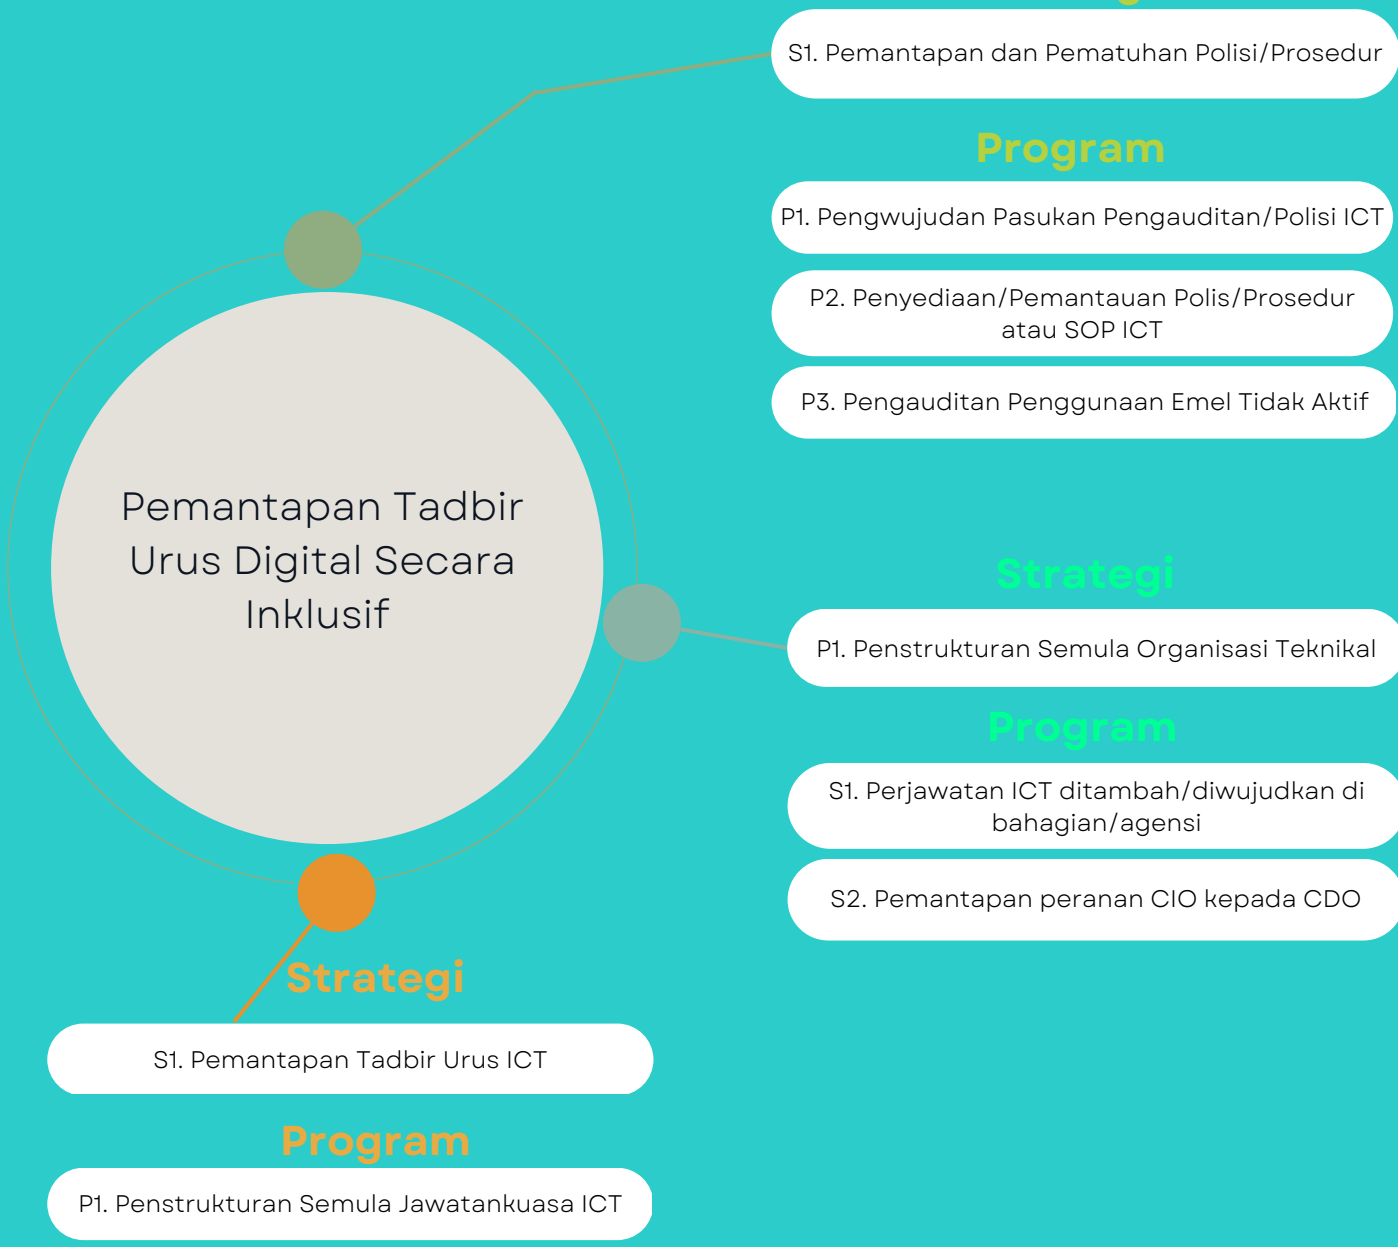 S1. Pemantapan dan Pematuhan Polisi/Prosedur
Program
P1. Pengwujudan Pasukan Pengauditan/Polisi ICT
P2. Penyediaan/Pemantauan Polis/Prosedur
atau SOP ICT
P3. Pengauditan Penggunaan Emel Tidak Aktif
Pemantapan Tadbir
Urus Digital Secara
Inklusif
Strategi
P1. Penstrukturan Semula Organisasi Teknikal
Program
S1. Perjawatan ICT ditambah/diwujudkan di
bahagian/agensi
S2. Pemantapan peranan CIO kepada CDO
Strategi
S1. Pemantapan Tadbir Urus ICT
Program
P1. Penstrukturan Semula Jawatankuasa ICT